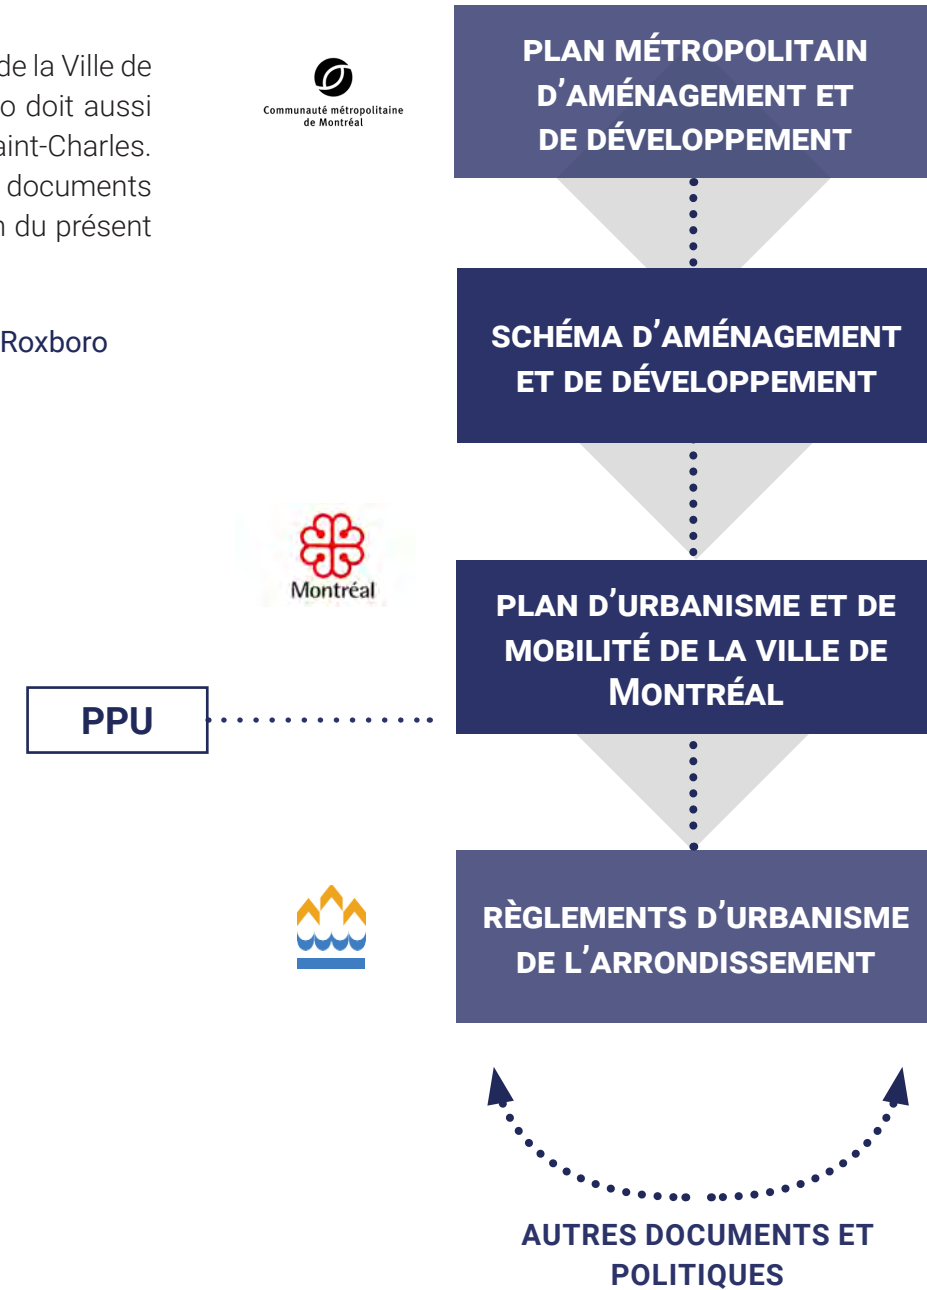 de la Ville de
o doit aussi
aint-Charles.
documents
n du présent
Roxboro
Communauté métropolitaine
de Montréal
PLAN MÉTROPOLITAIN
D'AMÉNAGEMENT ET
DE DÉVELOPPEMENT
SCHÉMA D'AMÉNAGEMENT
ET DE DÉVELOPPEMENT
Montréal
PLAN D'URBANISME ET DE
MOBILITÉ DE LA VILLE DE
MONTRÉAL
PPU
RÈGLEMENTS D'URBANISME
DE L'ARRONDISSEMENT
AUTRES DOCUMENTS ET
POLITIQUES